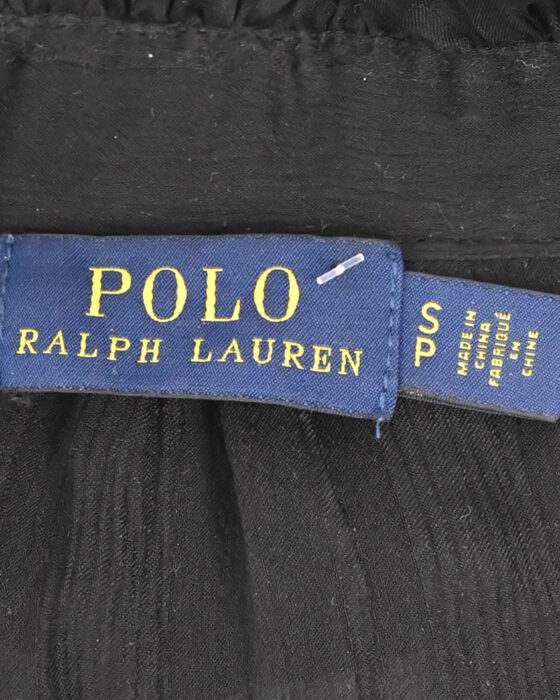 POLO
RALPH LAUREN
S
P
MADE IN
CHINA
FABRIQUÉ
EN
CHINE